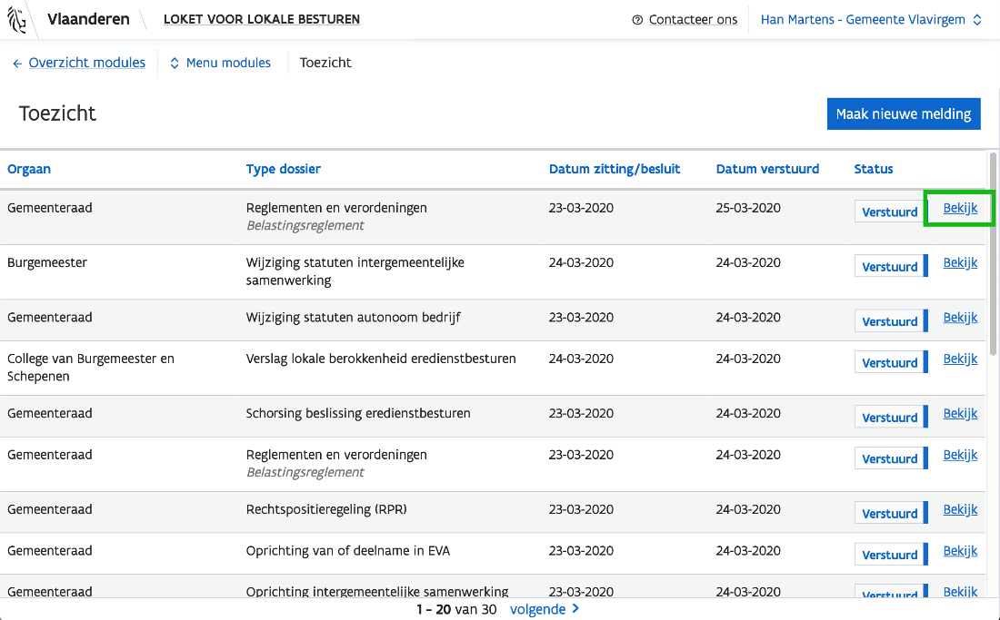 Vlaanderen LOKET VOOR LOKALE BESTUREN Contacteer ons Han Martens - Gemeente Vlavirgem
← Overzicht modules Menu modules Toezicht
Toezicht Maak nieuwe melding
Orgaan Type dossier Datum zitting/besluit Datum verstuurd Status
Gemeenteraad Reglementen en verordeningen 23-03-2020 25-03-2020 Verstuurd Bekijk
Belastingsreglement
Burgemeester Wijziging statuten intergemeentelijke 24-03-2020 24-03-2020 Verstuurd Bekijk
samenwerking
Gemeenteraad Wijziging statuten autonoom bedrijf 23-03-2020 24-03-2020 Verstuurd Bekijk
College van Burgemeester en Verslag lokale berokkenheid eredienstbesturen 24-03-2020 24-03-2020 Verstuurd Bekijk
Schepenen
Gemeenteraad Schorsing beslissing eredienstbesturen 23-03-2020 24-03-2020 Verstuurd Bekijk
Gemeenteraad Reglementen en verordeningen 23-03-2020 24-03-2020 Verstuurd Bekijk
Belastingsreglement
Gemeenteraad Rechtspositieregeling (RPR) 23-03-2020 24-03-2020 Verstuurd Bekijk
Gemeenteraad Oprichting van of deelname in EVA 23-03-2020 24-03-2020 Verstuurd Bekijk
Gemeenteraad Oprichting intergemeentelijke samenwerking 23-03-2020 24-03-2020 Verstuurd Bekijk
1 - 20 van 30 volgende